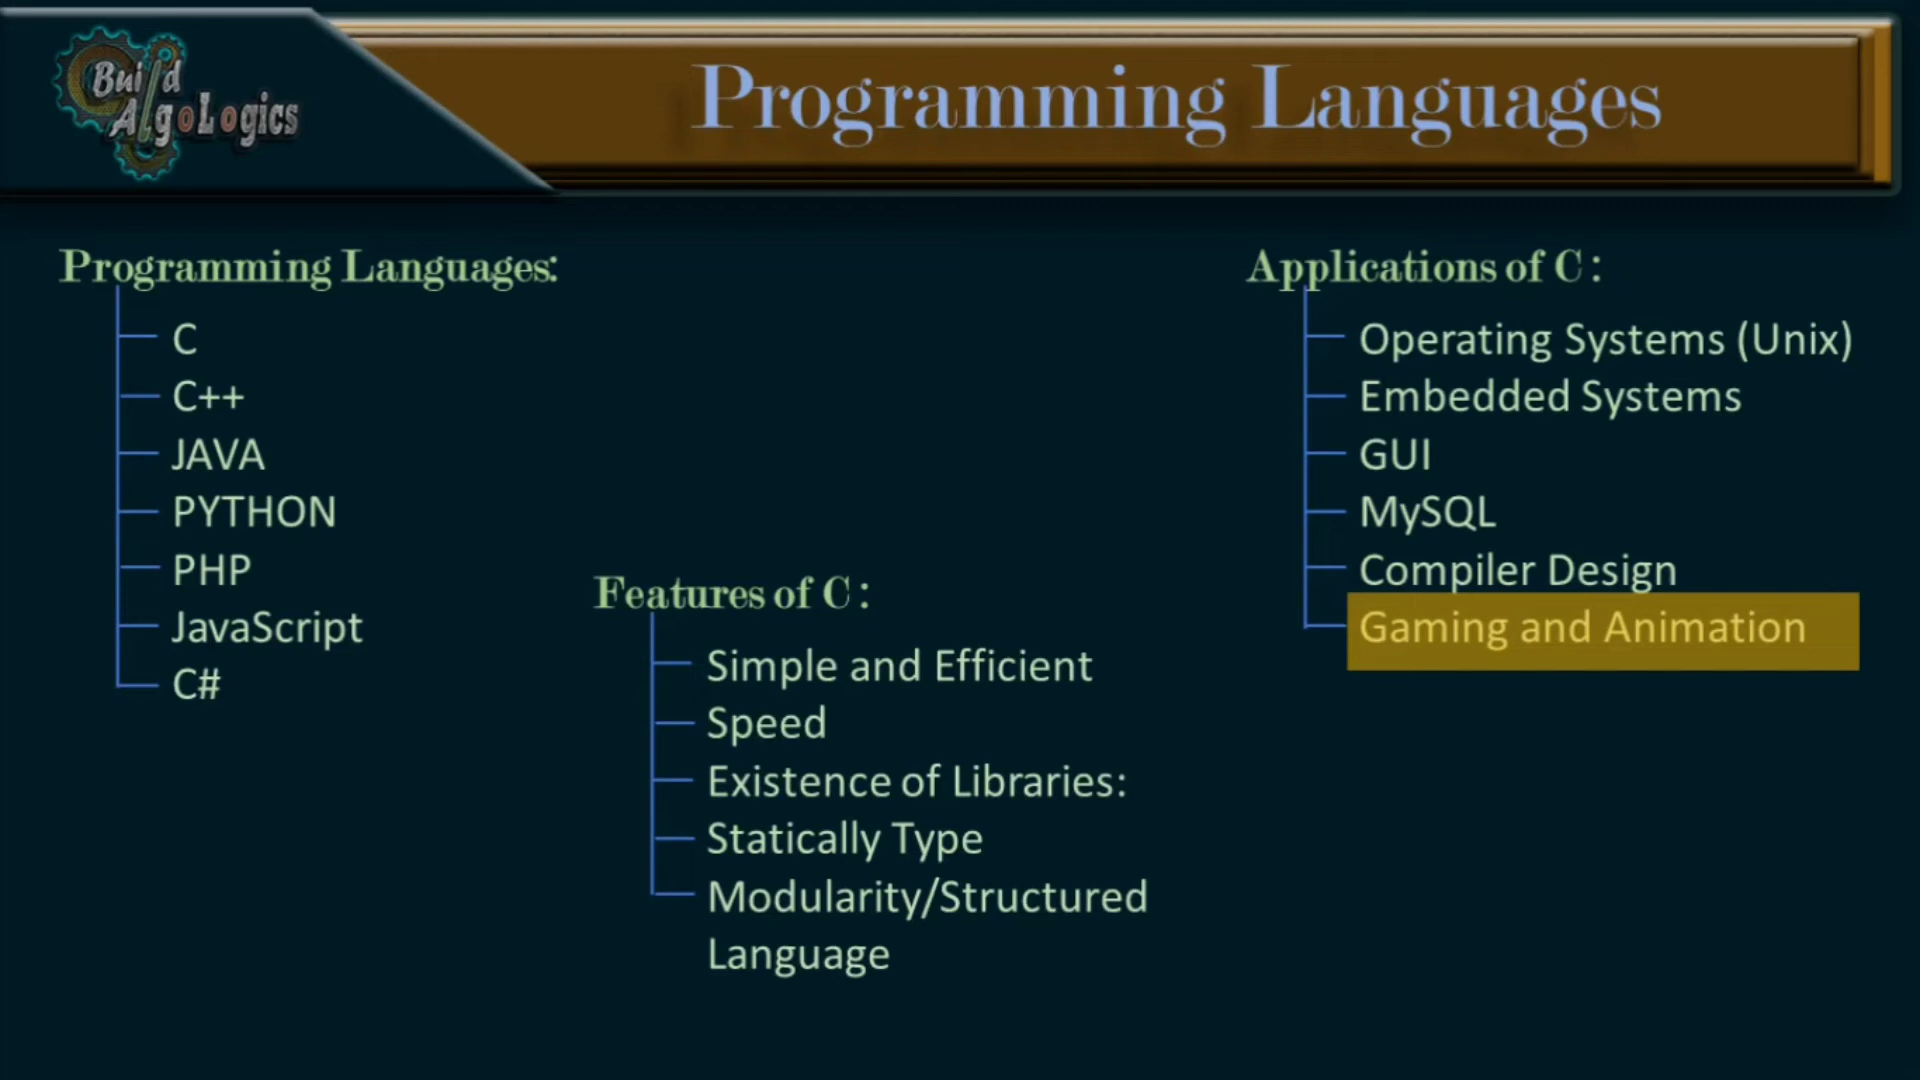 Build
AlgoLogics
Programming Languages
Programming Languages:
C
C++
JAVA
PYTHON
PHP
JavaScript
C#
Features of C :
Simple and Efficient
Speed
Existence of Libraries:
Statically Type
Modularity/Structured
Language
Applications of C :
Operating Systems (Unix)
Embedded Systems
GUI
MySQL
Compiler Design
Gaming and Animation